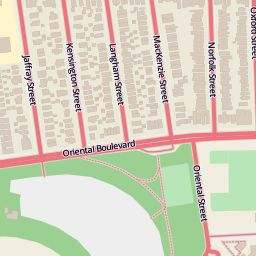 Jaffray Street
Kensington Street
Langham Street
Mackenzie Street
Norfolk Street
Oxford Street
Oriental Boulevard
Oriental Street